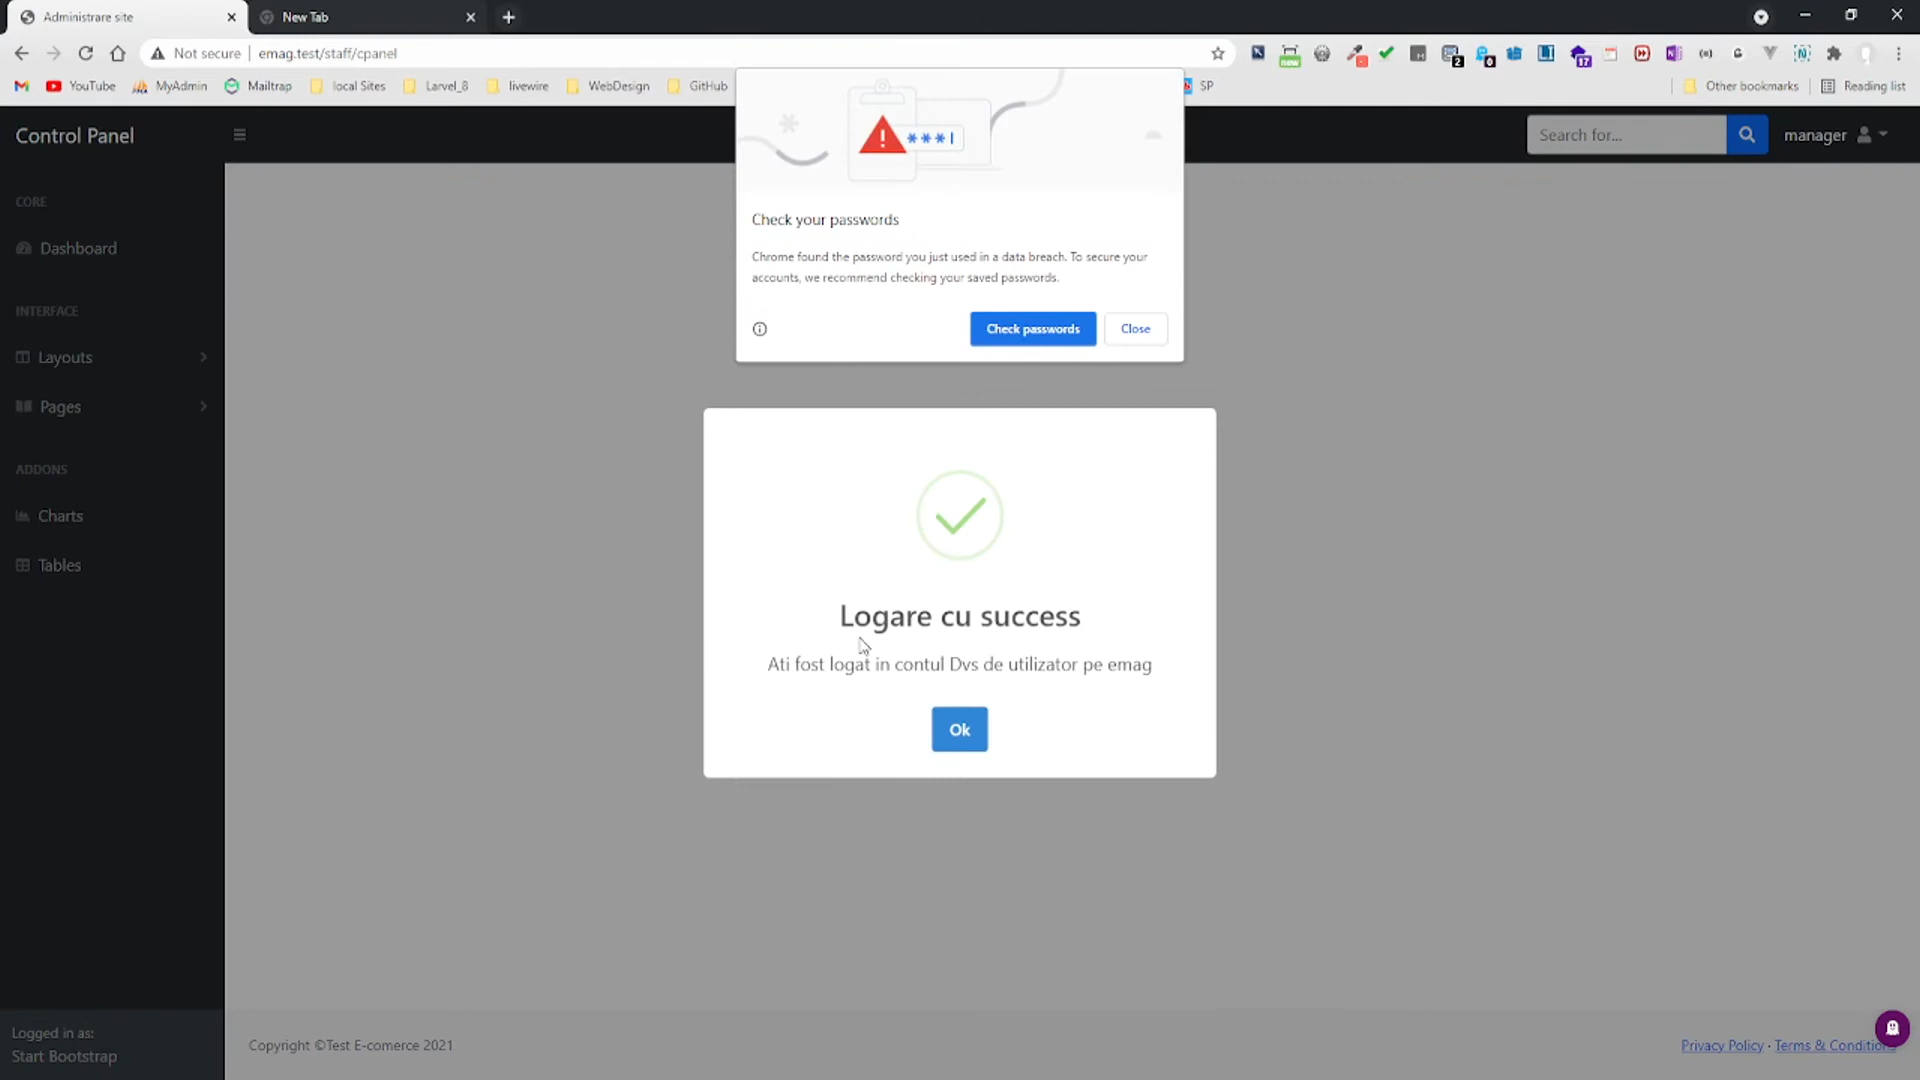 Administrare site
New Tab
Not secure
emag.test/staff/cpanel
new
2
0
17
YouTube
MyAdmin
Mailtrap
local Sites
Larvel_8
livewire
WebDesign
GitHub
SP
Other bookmarks
Reading list
Control Panel
Search for...
manager
***|
Check your passwords
Chrome found the password you just used in a data breach. To secure your
accounts, we recommend checking your saved passwords.
Check passwords
Close
CORE
Dashboard
INTERFACE
Layouts
Pages
ADDONS
Charts
Tables
Logare cu success
Ati fost logat in contul Dvs de utilizator pe emag
Ok
Logged in as:
Start Bootstrap
Copyright ©Test E-comerce 2021
Privacy Policy · Terms & Conditions